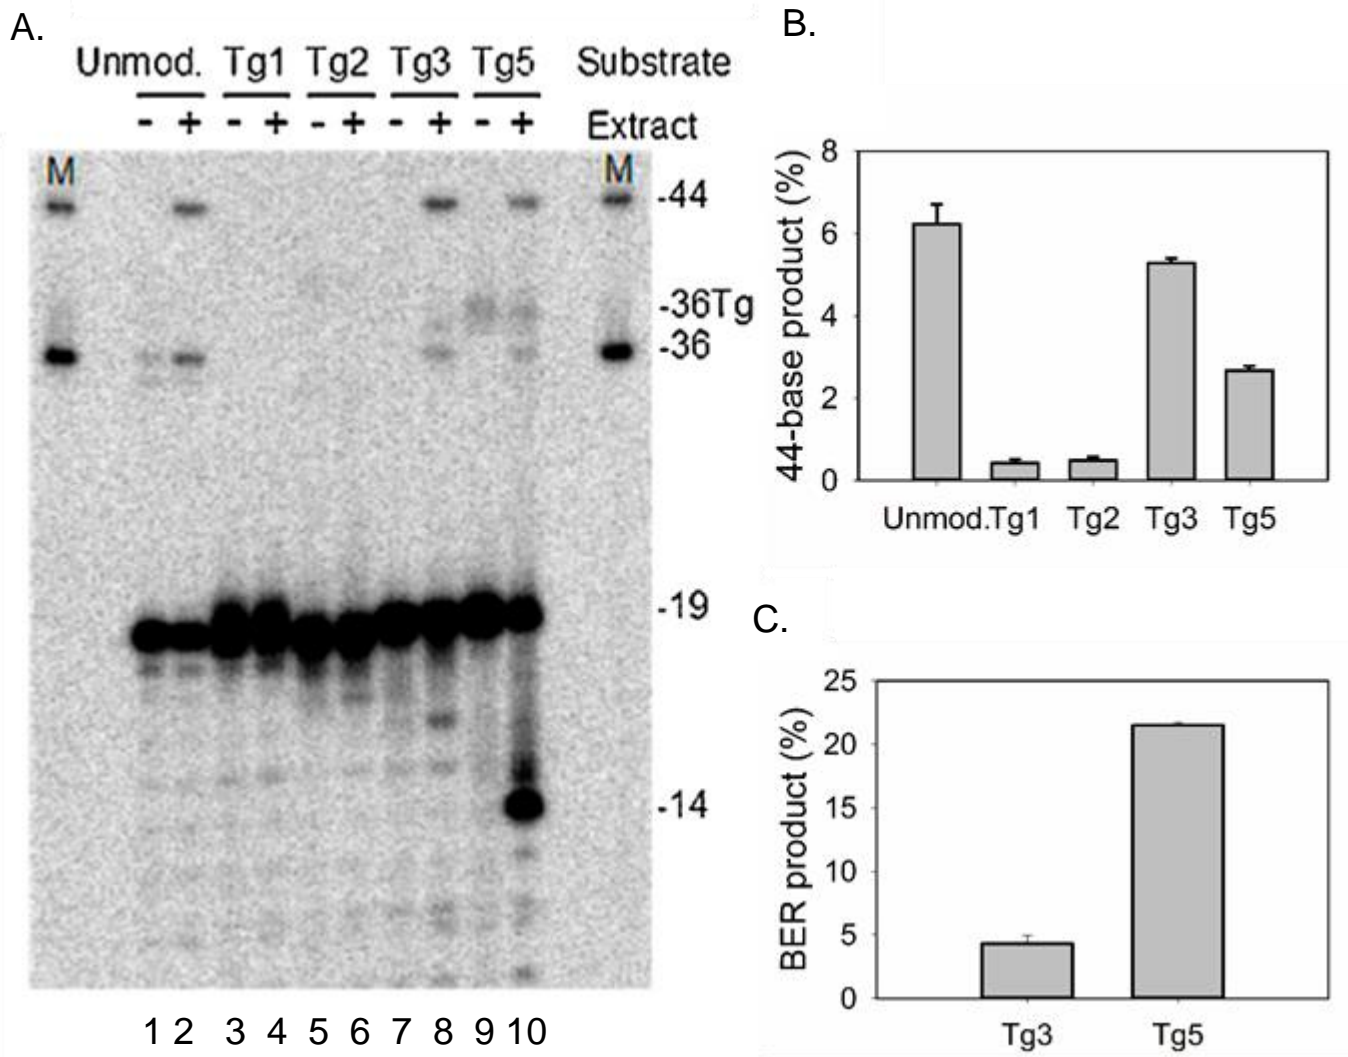 A.
Unmod. Tg1 Tg2 Tg3 Tg5 Substrate
- + - + - + - + - + Extract
M M
-44
-36Tg
-36
-19
-14
1 2 3 4 5 6 7 8 9 10
B.
44-base product (%)
8
6
4
2
0
Unmod. Tg1 Tg2 Tg3 Tg5
C.
BER product (%)
25
20
15
10
5
0
Tg3 Tg5